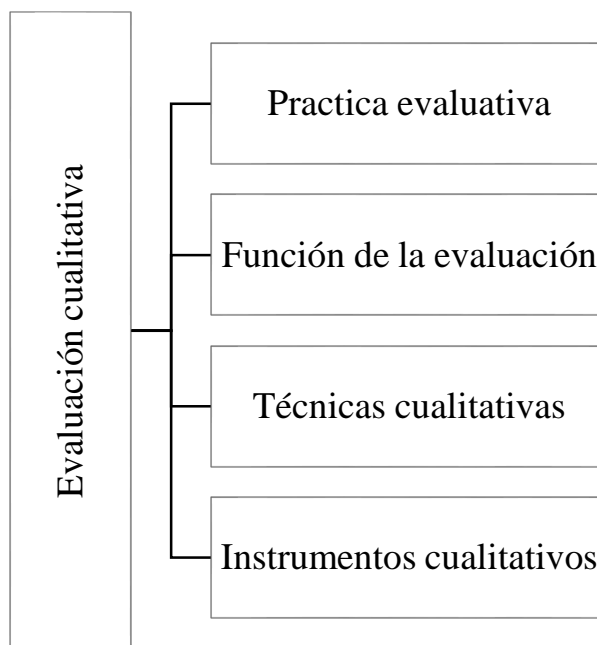 Evaluación cualitativa
Practica evaluativa
Función de la evaluación
Técnicas cualitativas
Instrumentos cualitativos